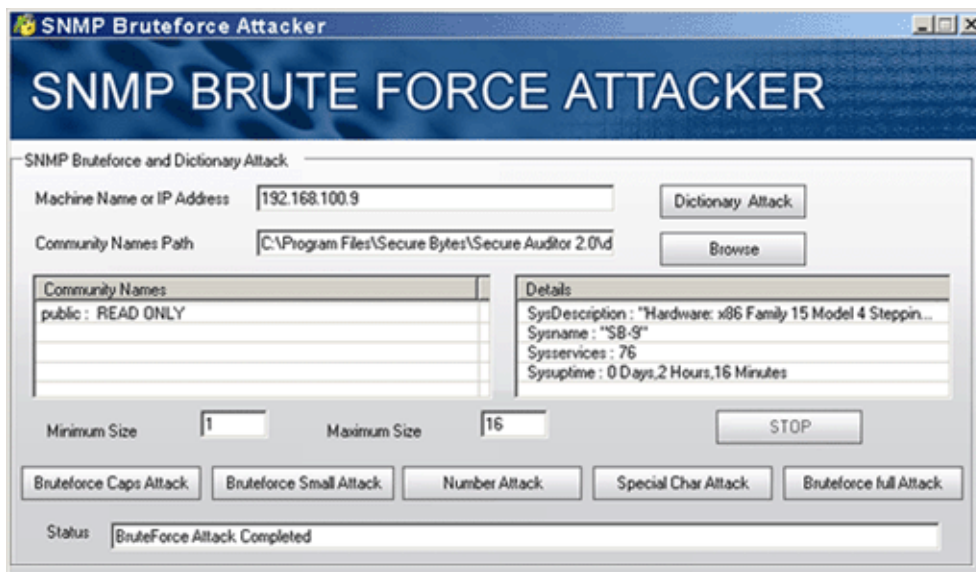 SNMP Bruteforce Attacker
SNMP BRUTE FORCE ATTACKER
SNMP Bruteforce and Dictionary Attack
Machine Name or IP Address 192.168.100.9 Dictionary Attack
Community Names Path C:\Program Files\Secure Bytes\Secure Auditor 2.0\d Browse
Community Names
public : READ ONLY
Details
SysDescription : "Hardware: x86 Family 15 Model 4 Steppin...
Sysname : "SB-9"
Sysservices : 76
Sysuptime : 0 Days,2 Hours,16 Minutes
Minimum Size 1 Maximum Size 16 STOP
Bruteforce Caps Attack Bruteforce Small Attack Number Attack Special Char Attack Bruteforce full Attack
Status BruteForce Attack Completed